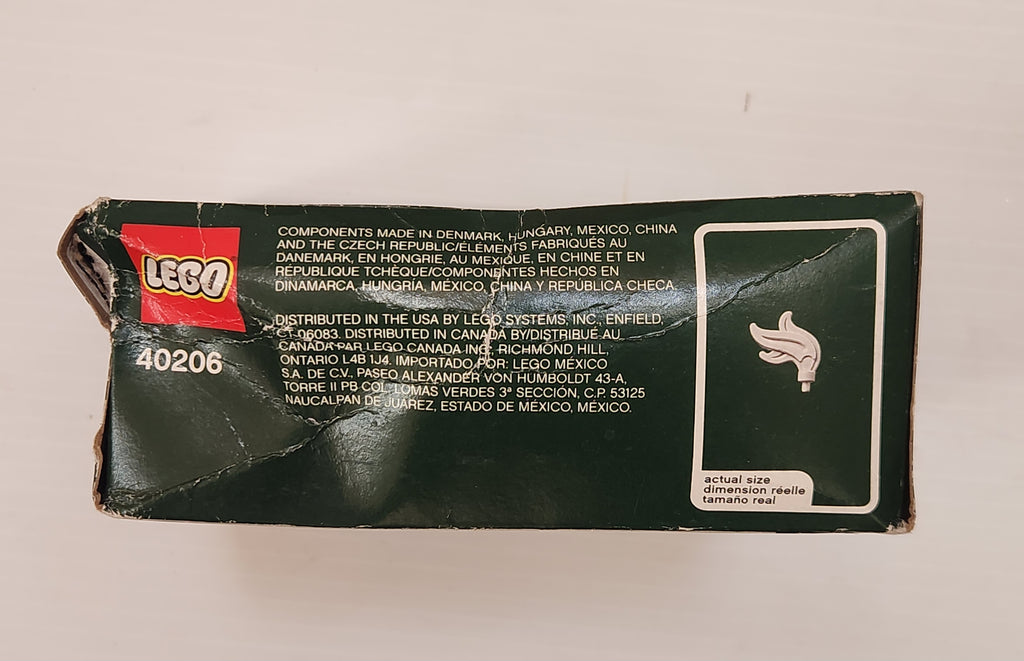 LEGO
40206
COMPONENTS MADE IN DENMARK, HUNGARY, MEXICO, CHINA
AND THE CZECH REPUBLIC/ÉLÉMENTS FABRIQUÉS AU
DANEMARK, EN HONGRIE, AU MEXIQUE, EN CHINE ET EN
RÉPUBLIQUE TCHÈQUE/COMPONENTES HECHOS EN
DINAMARCA, HUNGRÍA, MÉXICO, CHINA Y REPÚBLICA CHECA.
DISTRIBUTED IN THE USA BY LEGO SYSTEMS, INC., ENFIELD,
CT 06083. DISTRIBUTED IN CANADA BY/DISTRIBUÉ AU
CANADA PAR LEGO CANADA INC., RICHMOND HILL,
ONTARIO L4B 1J4. IMPORTADO POR: LEGO MÉXICO
S.A. DE C.V., PASEO ALEXANDER VON HUMBOLDT 43-A,
TORRE II PB COL. LOMAS VERDES 3ª SECCIÓN, C.P. 53125
NAUCALPAN DE JUÁREZ, ESTADO DE MÉXICO, MÉXICO.
actual size
dimension réelle
tamaño real